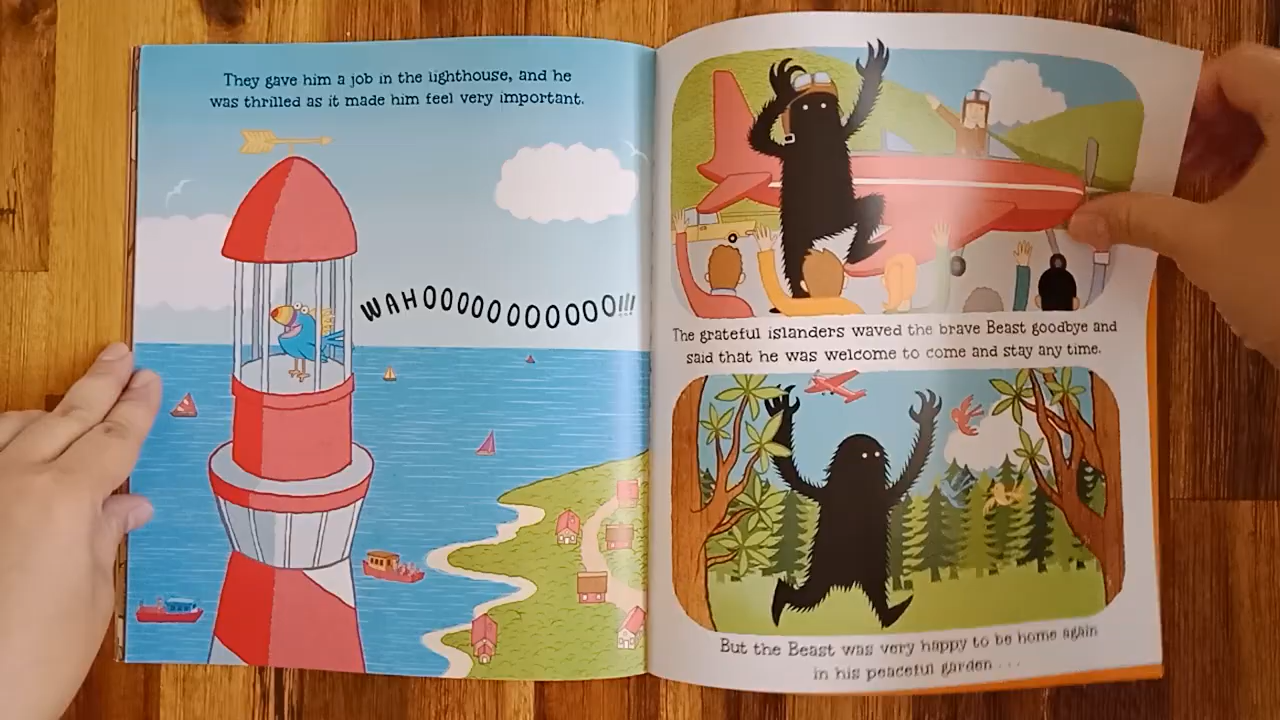 They gave him a job in the lighthouse, and he
was thrilled as it made him feel very important.
WAHOOOOOOOOOOO!!!
The grateful islanders waved the brave Beast goodbye and
said that he was welcome to come and stay any time.
But the Beast was very happy to be home again
in his peaceful garden . . .